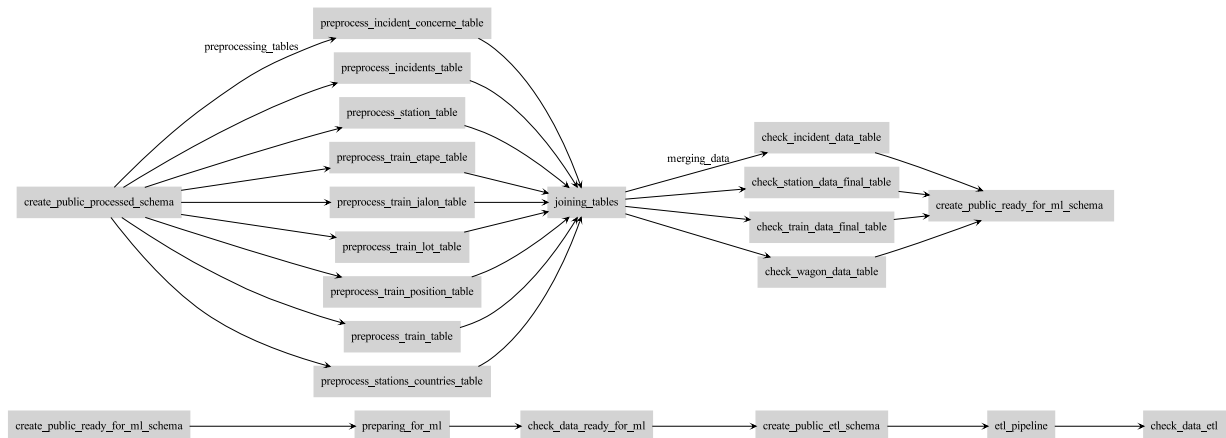 preprocess_incident_concerne_table
preprocessing_tables
preprocess_incidents_table
preprocess_station_table
check_incident_data_table
preprocess_train_etape_table
merging_data
check_station_data_final_table
create_public_processed_schema
preprocess_train_jalon_table
joining_tables
create_public_ready_for_ml_schema
check_train_data_final_table
preprocess_train_lot_table
check_wagon_data_table
preprocess_train_position_table
preprocess_train_table
preprocess_stations_countries_table
create_public_ready_for_ml_schema
preparing_for_ml
check_data_ready_for_ml
create_public_etl_schema
etl_pipeline
check_data_etl